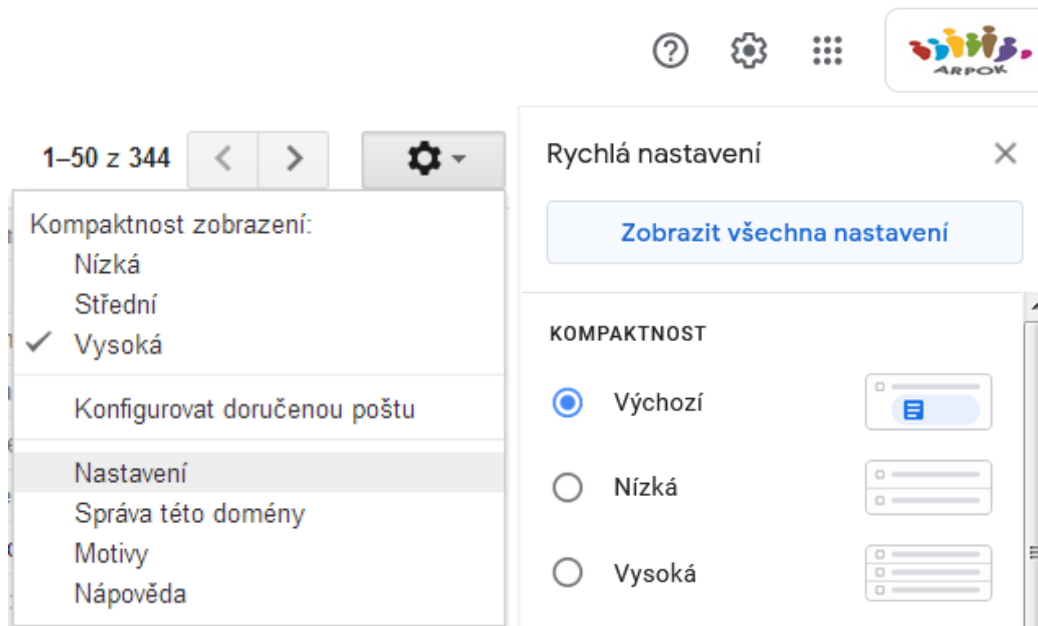 ARPOK
1–50 z 344
Kompaktnost zobrazení:
Nízká
Střední
Vysoká
Konfigurovat doručenou poštu
Nastavení
Správa této domény
Motivy
Nápověda
Rychlá nastavení
Zobrazit všechna nastavení
KOMPAKTNOST
Výchozí
Nízká
Vysoká